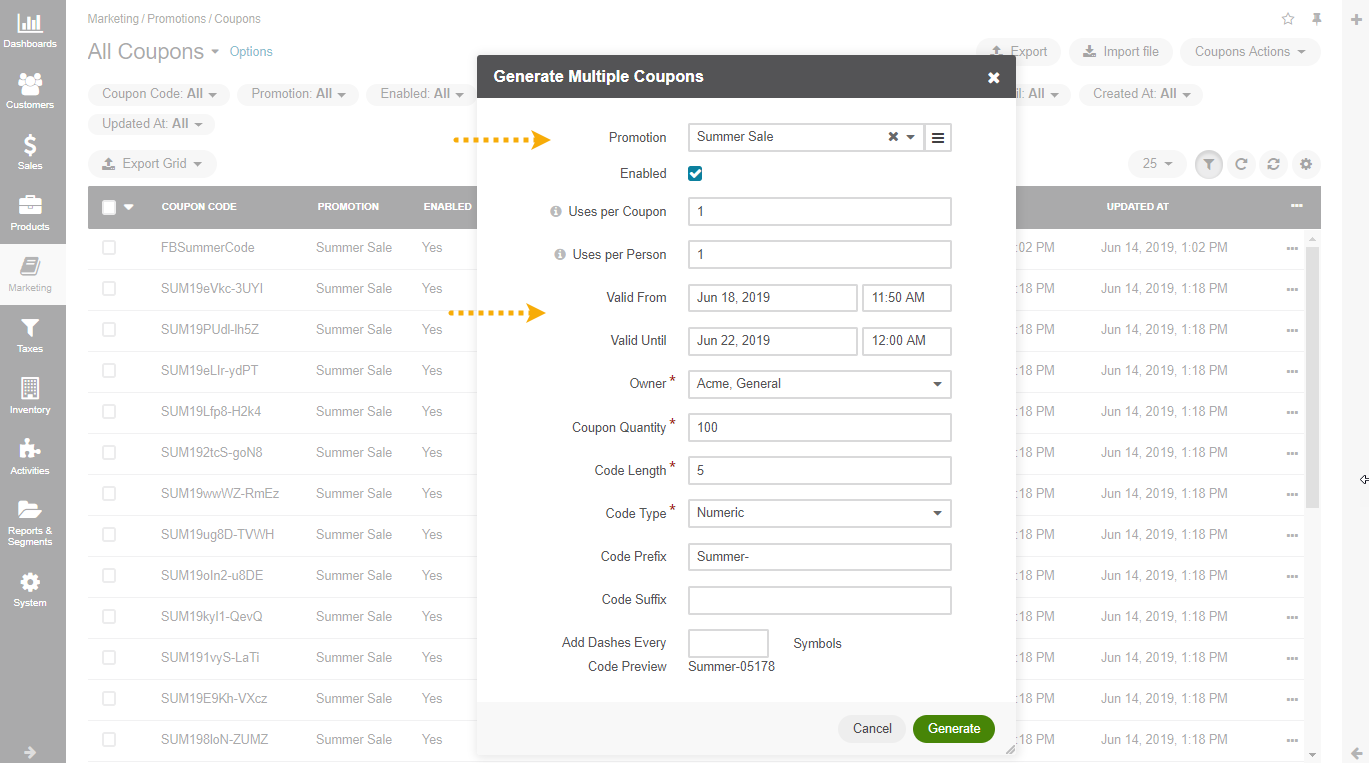 Dashboards
Customers
Sales
Products
Marketing
Taxes
Inventory
Activities
Reports &
Segments
System
Marketing / Promotions / Coupons
All Coupons Options
Export Import file Coupons Actions
Coupon Code: All Promotion: All Enabled: All All Created At: All
Updated At: All
Export Grid 25
COUPON CODE PROMOTION ENABLED UPDATED AT
FBSummerCode Summer Sale Yes :02 PM Jun 14, 2019, 1:02 PM
SUM19eVkc-3UYI Summer Sale Yes :18 PM Jun 14, 2019, 1:18 PM
SUM19PUdl-lh5Z Summer Sale Yes :18 PM Jun 14, 2019, 1:18 PM
SUM19eLIr-ydPT Summer Sale Yes :18 PM Jun 14, 2019, 1:18 PM
SUM19Lfp8-H2k4 Summer Sale Yes :18 PM Jun 14, 2019, 1:18 PM
SUM192tcS-goN8 Summer Sale Yes :18 PM Jun 14, 2019, 1:18 PM
SUM19wwWZ-RmEz Summer Sale Yes :18 PM Jun 14, 2019, 1:18 PM
SUM19ug8D-TVWH Summer Sale Yes :18 PM Jun 14, 2019, 1:18 PM
SUM19oIn2-u8DE Summer Sale Yes :18 PM Jun 14, 2019, 1:18 PM
SUM19kyI1-QevQ Summer Sale Yes :18 PM Jun 14, 2019, 1:18 PM
SUM191vyS-LaTi Summer Sale Yes :18 PM Jun 14, 2019, 1:18 PM
SUM19E9Kh-VXcz Summer Sale Yes :18 PM Jun 14, 2019, 1:18 PM
SUM198loN-ZUMZ Summer Sale Yes :18 PM Jun 14, 2019, 1:18 PM
Generate Multiple Coupons
Promotion Summer Sale
Enabled
Uses per Coupon 1
Uses per Person 1
Valid From Jun 18, 2019 11:50 AM
Valid Until Jun 22, 2019 12:00 AM
Owner * Acme, General
Coupon Quantity * 100
Code Length * 5
Code Type * Numeric
Code Prefix Summer-
Code Suffix
Add Dashes Every Symbols
Code Preview Summer-05178
Cancel Generate